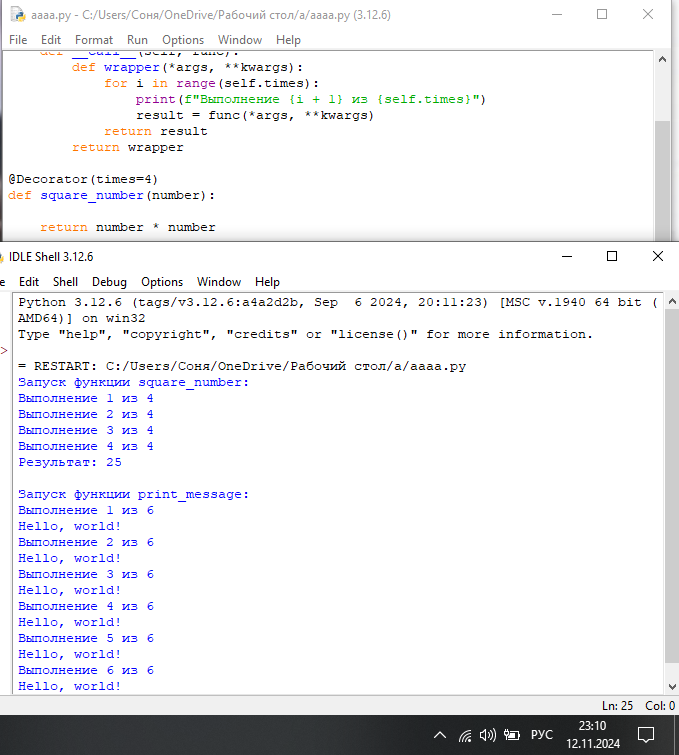 aaaa.py - C:/Users/Соня/OneDrive/Рабочий стол/a/aaaa.py (3.12.6)
File Edit Format Run Options Window Help
def __call__(self, func):
def wrapper(*args, **kwargs):
for i in range(self.times):
print(f"Выполнение {i + 1} из {self.times}")
result = func(*args, **kwargs)
return result
return wrapper
@Decorator(times=4)
def square_number(number):
return number * number
IDLE Shell 3.12.6
e Edit Shell Debug Options Window Help
Python 3.12.6 (tags/v3.12.6:a4a2d2b, Sep 6 2024, 20:11:23) [MSC v.1940 64 bit (
AMD64)] on win32
Type "help", "copyright", "credits" or "license()" for more information.
>
= RESTART: C:/Users/Соня/OneDrive/Рабочий стол/a/aaaa.py
Запуск функции square_number:
Выполнение 1 из 4
Выполнение 2 из 4
Выполнение 3 из 4
Выполнение 4 из 4
Результат: 25
Запуск функции print_message:
Выполнение 1 из 6
Hello, world!
Выполнение 2 из 6
Hello, world!
Выполнение 3 из 6
Hello, world!
Выполнение 4 из 6
Hello, world!
Выполнение 5 из 6
Hello, world!
Выполнение 6 из 6
Hello, world!
Ln: 25 Col: 0
РУС
23:10
12.11.2024